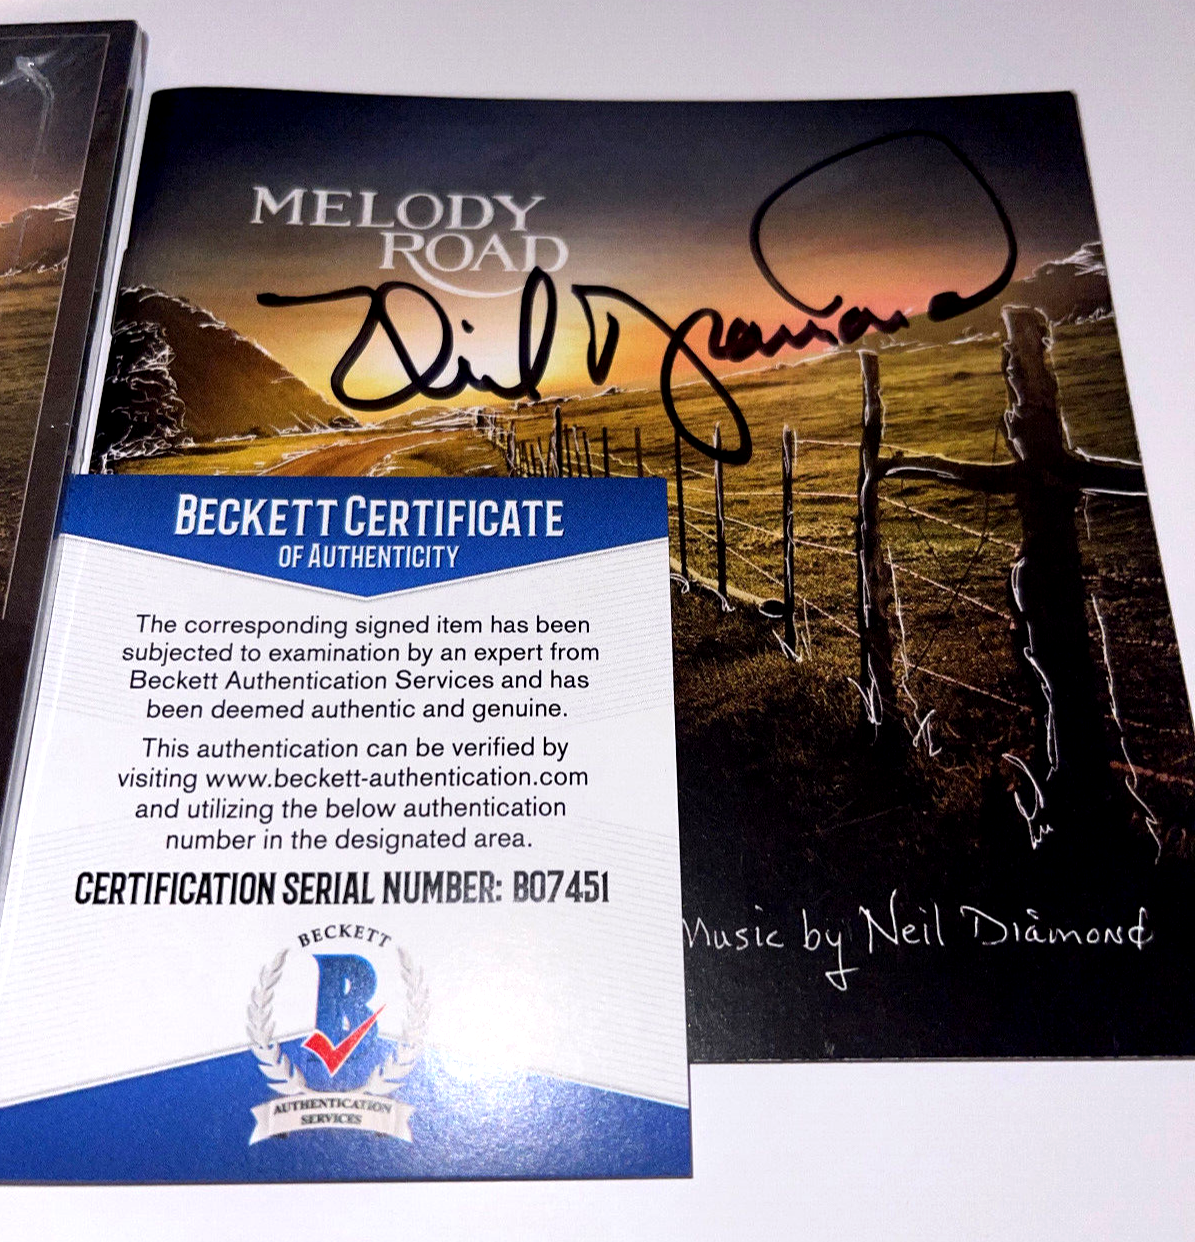 MELODY
ROAD
Neil Diamond
BECKETT CERTIFICATE
OF AUTHENTICITY
The corresponding signed item has been
subjected to examination by an expert from
Beckett Authentication Services and has
been deemed authentic and genuine.
This authentication can be verified by
visiting www.beckett-authentication.com
and utilizing the below authentication
number in the designated area.
CERTIFICATION SERIAL NUMBER: B07451
Music by Neil Diamond
BECKETT
B
AUTHENTICATION
SERVICES